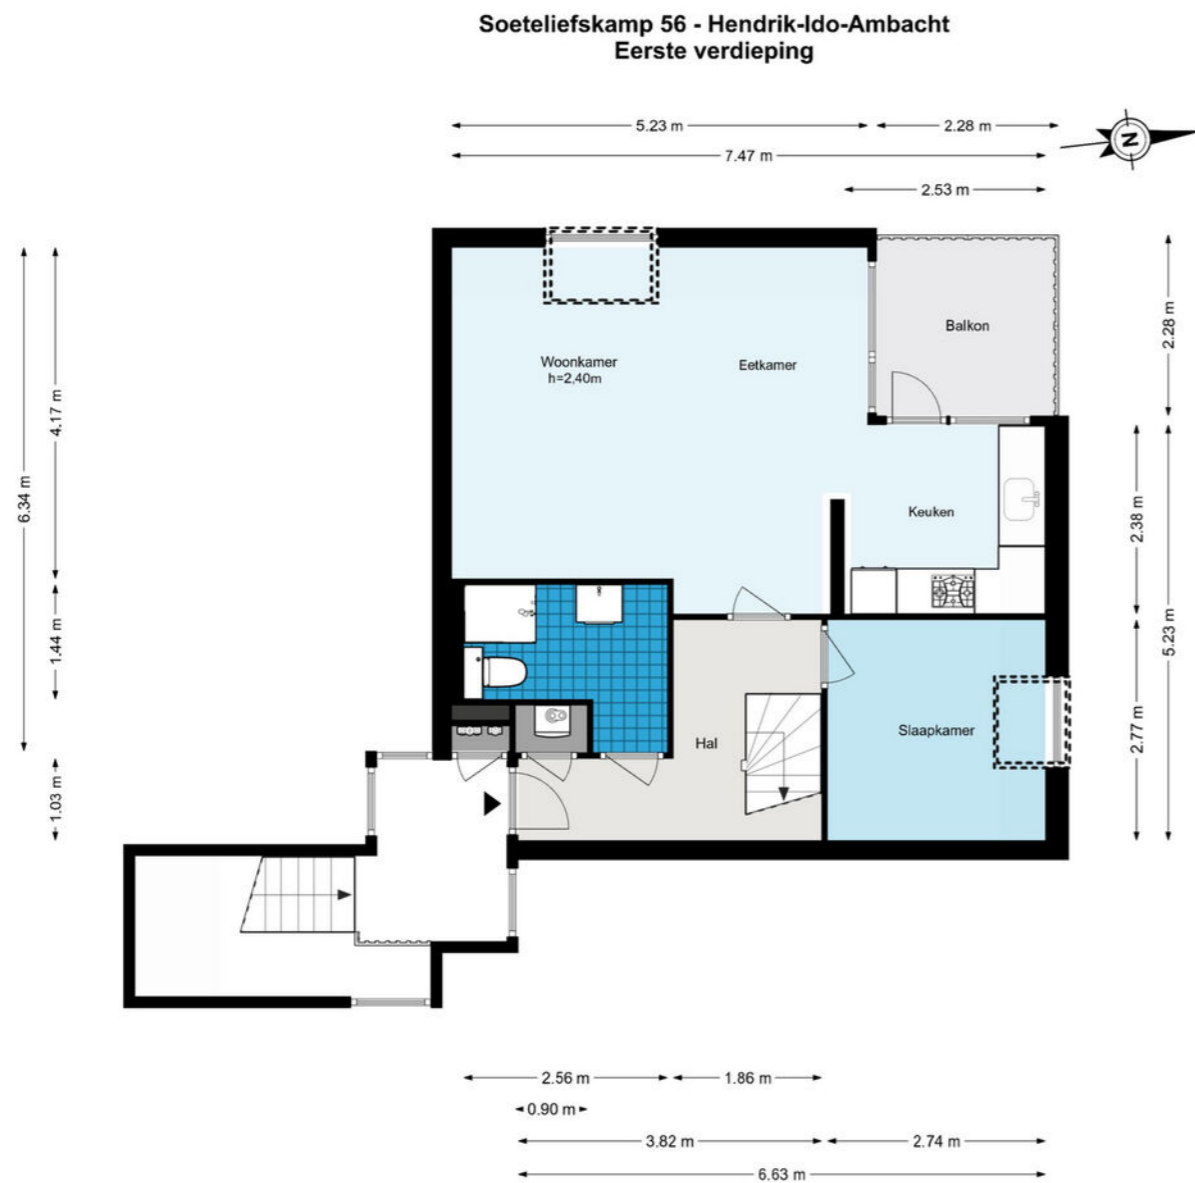 Soeteliefskamp 56 - Hendrik-Ido-Ambacht
Eerste verdieping
5.23 m
2.28 m
7.47 m
2.53 m
N
6.34 m
4.17 m
1.44 m
1.03 m
2.28 m
2.38 m
5.23 m
2.77 m
Balkon
Woonkamer
h=2,40m
Eetkamer
Keuken
Hal
Slaapkamer
2.56 m
1.86 m
0.90 m
3.82 m
2.74 m
6.63 m